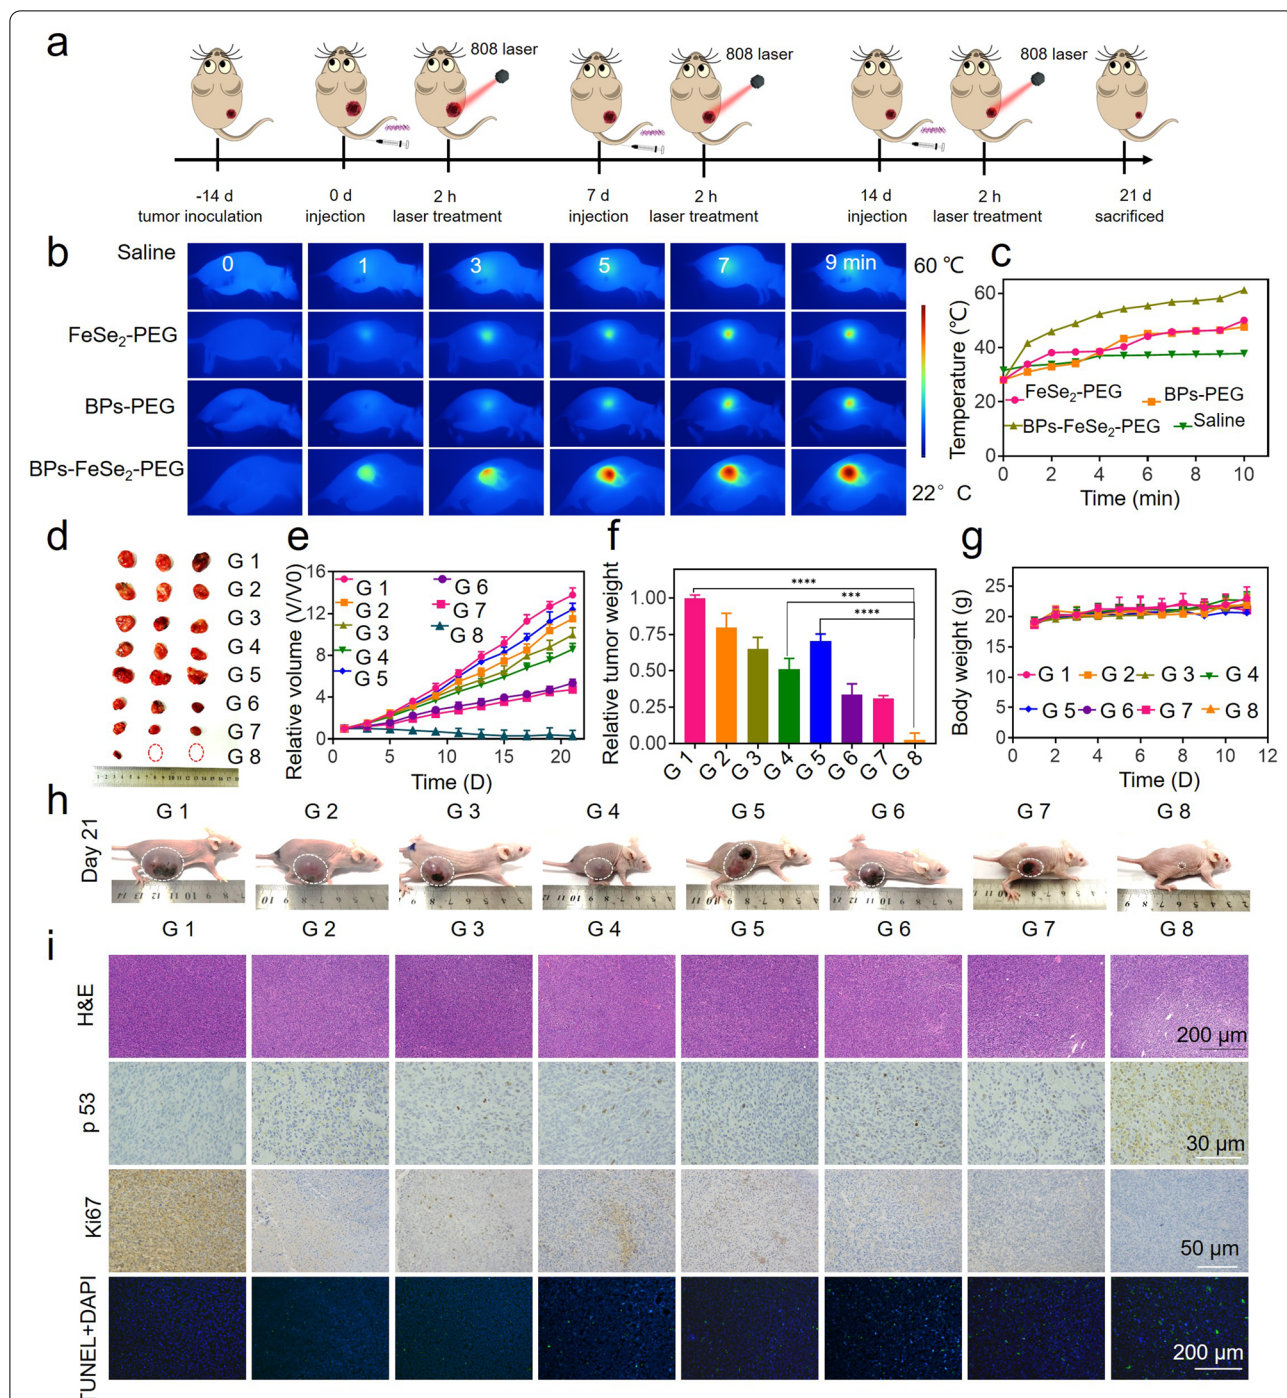 a
808 laser
808 laser
808 laser
-14 d
0 d
2 h
7 d
2 h
14 d
2 h
21 d
tumor inoculation
injection
laser treatment
injection
laser treatment
injection
laser treatment
sacrificed
b
Saline
0
1
3
5
7
9 min
60 ℃
FeSe2-PEG
BPs-PEG
BPs-FeSe2-PEG
22° C
c
Temperature (℃)
60
40
20
0
FeSe2-PEG
BPs-PEG
BPs-FeSe2-PEG
Saline
0
2
4
6
8
10
Time (min)
d
G 1
G 2
G 3
G 4
G 5
G 6
G 7
G 8
e
Relative volume (V/V0)
16
12
8
4
0
G 1
G 2
G 3
G 4
G 5
G 6
G 7
G 8
0
5
10
15
20
Time (D)
f
Relative tumor weight
1.00
0.75
0.50
0.25
0.00
****
***
****
G 1
G 2
G 3
G 4
G 5
G 6
G 7
G 8
g
Body weight (g)
25
20
15
10
5
0
G 1
G 2
G 3
G 4
G 5
G 6
G 7
G 8
0
2
4
6
8
10
12
Time (D)
h
G 1
G 2
G 3
G 4
G 5
G 6
G 7
G 8
Day 21
i
G 1
G 2
G 3
G 4
G 5
G 6
G 7
G 8
H&E
200 μm
p 53
30 μm
Ki67
50 μm
TUNEL+DAPI
200 μm